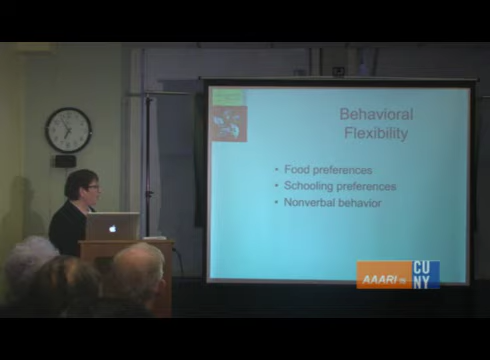 Behavioral
Flexibility
• Food preferences
• Schooling preferences
• Nonverbal behavior
AAARI
CU
NY